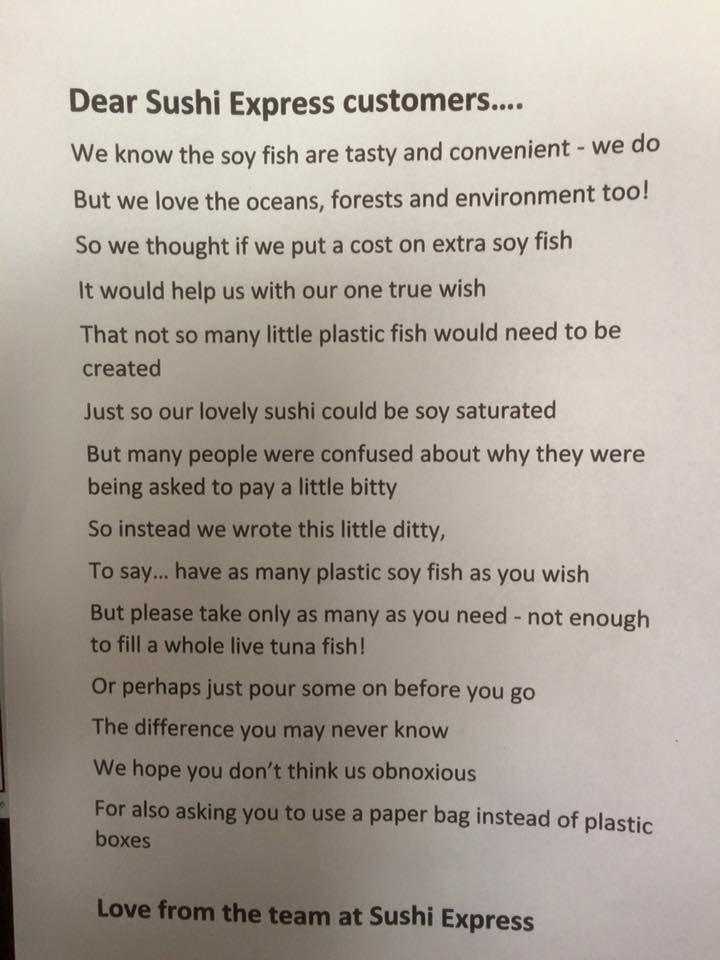 Dear Sushi Express customers....
We know the soy fish are tasty and convenient - we do
But we love the oceans, forests and environment too!
So we thought if we put a cost on extra soy fish
It would help us with our one true wish
That not so many little plastic fish would need to be
created
Just so our lovely sushi could be soy saturated
But many people were confused about why they were
being asked to pay a little bitty
So instead we wrote this little ditty,
To say... have as many plastic soy fish as you wish
But please take only as many as you need - not enough
to fill a whole live tuna fish!
Or perhaps just pour some on before you go
The difference you may never know
We hope you don't think us obnoxious
For also asking you to use a paper bag instead of plastic
boxes
Love from the team at Sushi Express